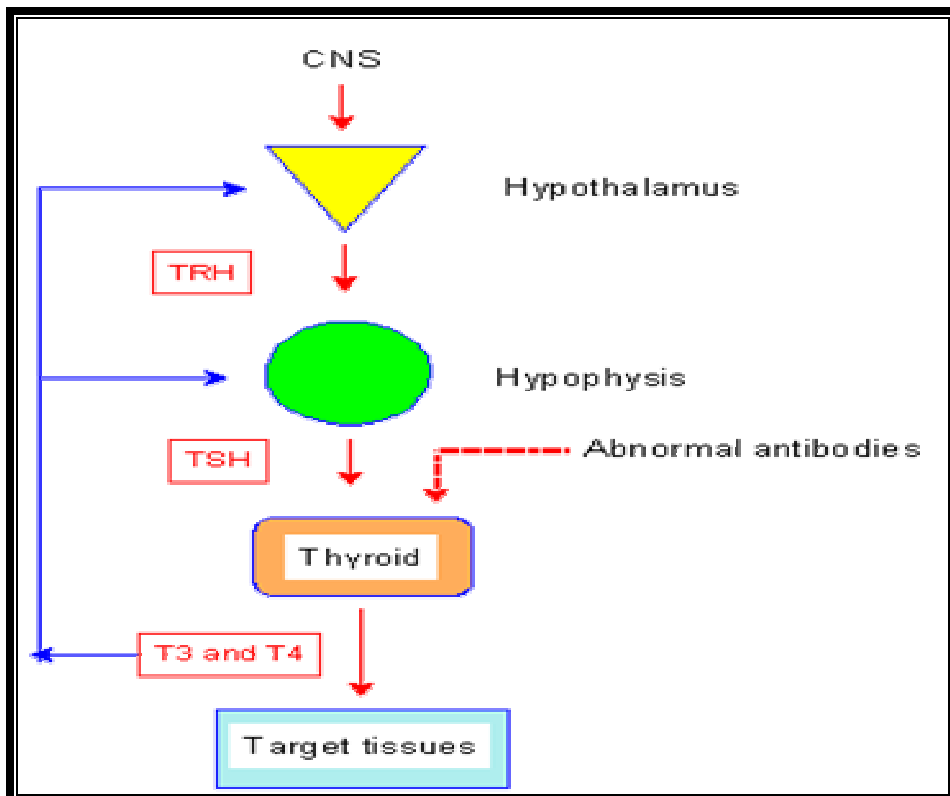 CNS
Hypothalamus
TRH
Hypophysis
TSH
Abnormal antibodies
Thyroid
T3 and T4
Target tissues